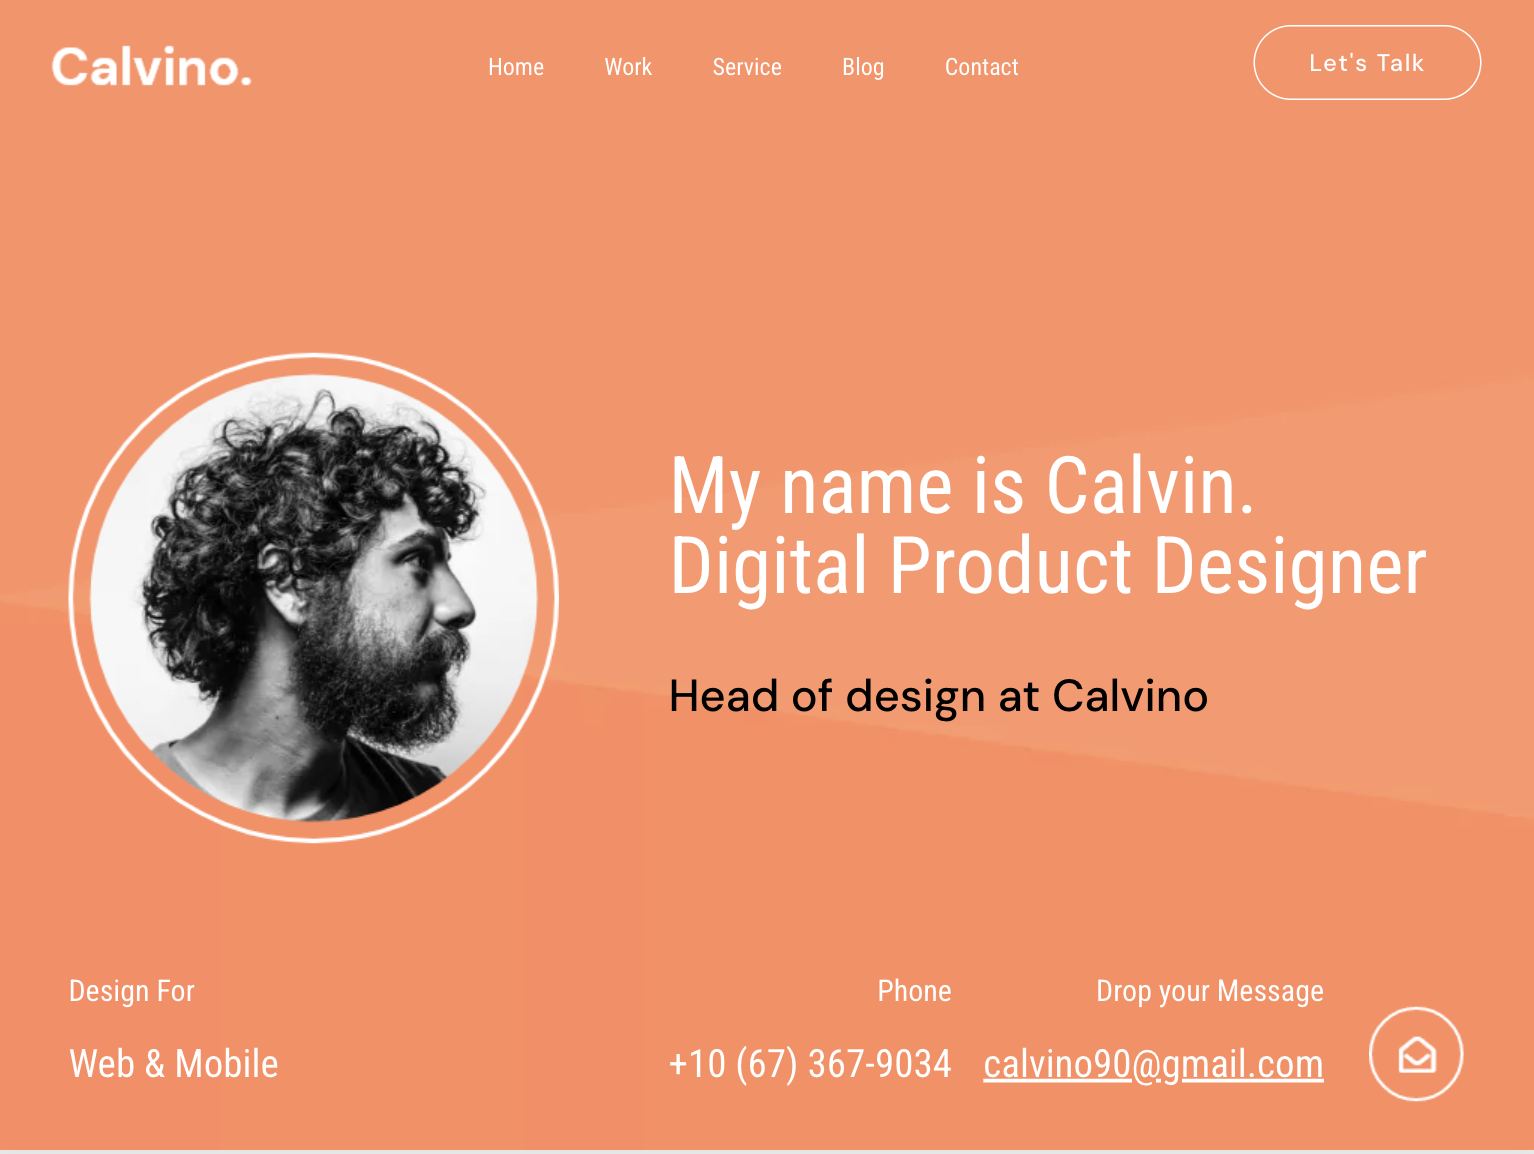 Calvino.
Home Work Service Blog Contact
Let's Talk
My name is Calvin.
Digital Product Designer
Head of design at Calvino
Design For
Web & Mobile
Phone
+10 (67) 367-9034
Drop your Message
calvino90@gmail.com